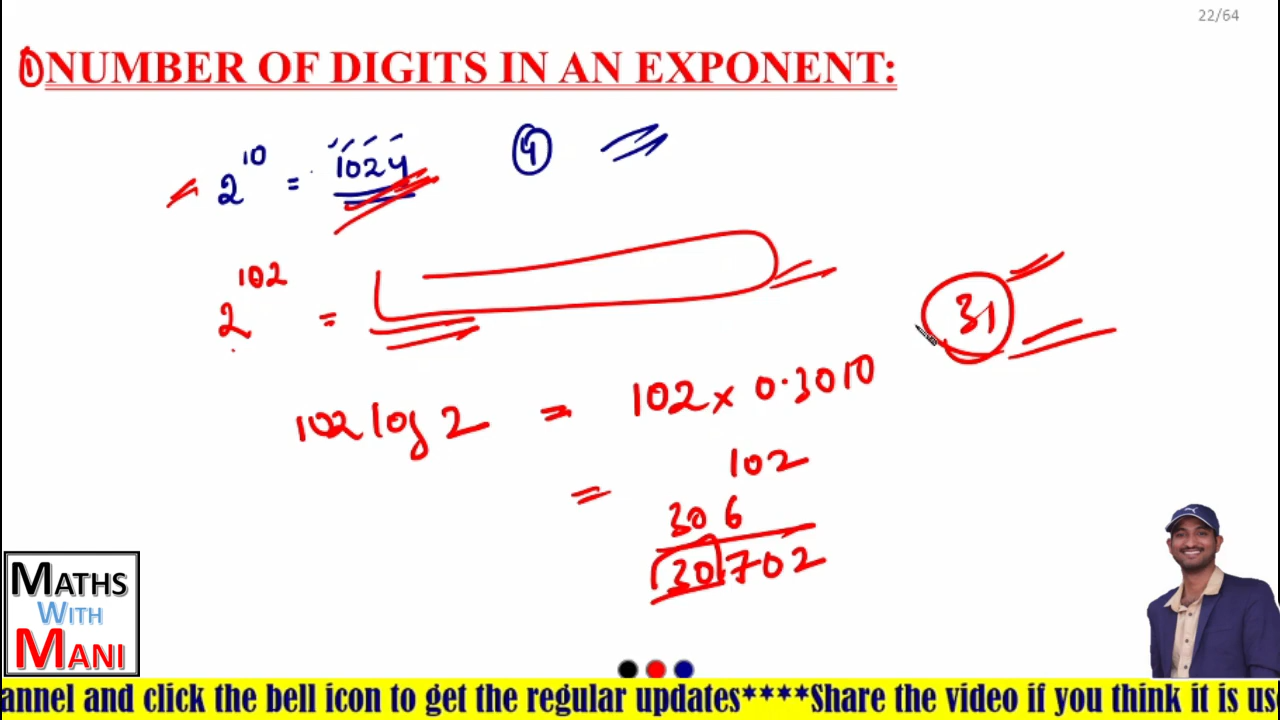 22/64
①NUMBER OF DIGITS IN AN EXPONENT:
2^10 = 1024 ④
2^102 =
31
102 log 2 = 102 x 0.3010
= 102
306
30.702
MATHS
WITH
MANI
annel and click the bell icon to get the regular updates****Share the video if you think it is us